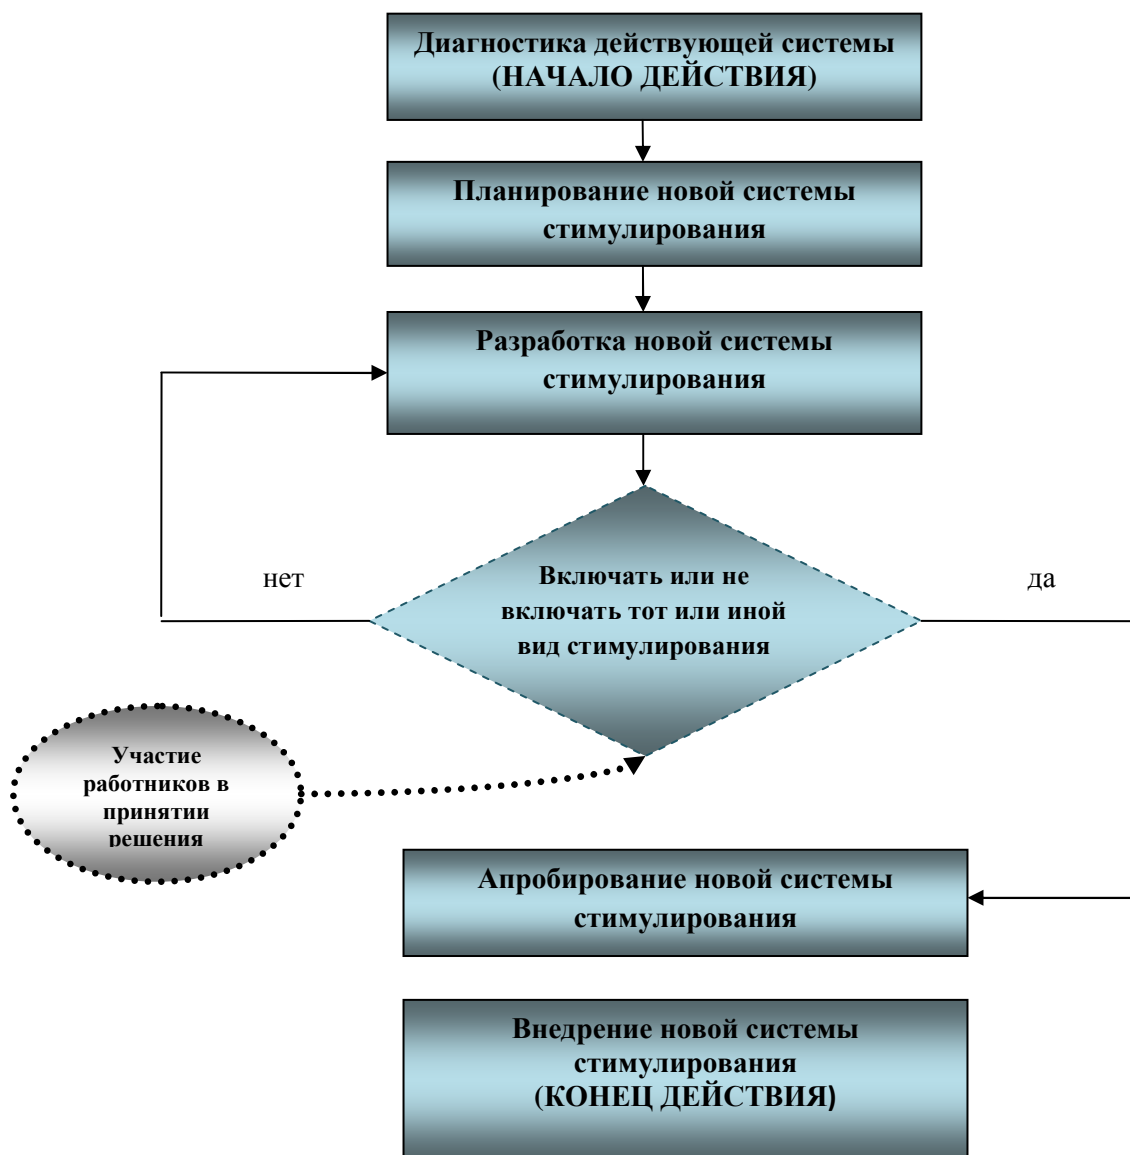 Диагностика действующей системы
(НАЧАЛО ДЕЙСТВИЯ)
Планирование новой системы
стимулирования
Разработка новой системы
стимулирования
нет
Включать или не
включать тот или иной
вид стимулирования
да
Участие
работников в
принятии
решения
Апробирование новой системы
стимулирования
Внедрение новой системы
стимулирования
(КОНЕЦ ДЕЙСТВИЯ)